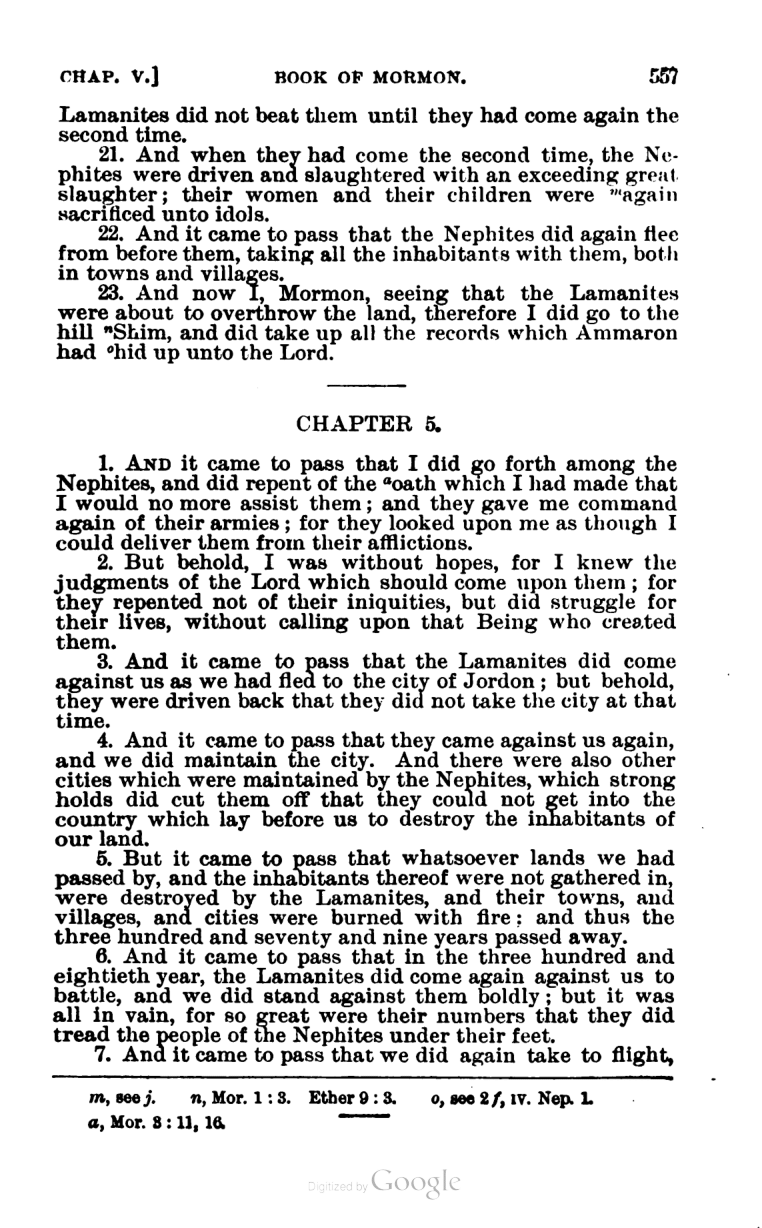 CHAP. V.] BOOK OF MORMON. 557
Lamanites did not beat them until they had come again the
second time.
21. And when they had come the second time, the Ne-
phites were driven and slaughtered with an exceeding great
slaughter; their women and their children were ᵐagain
sacrificed unto idols.
22. And it came to pass that the Nephites did again flee
from before them, taking all the inhabitants with them, both
in towns and villages.
23. And now I, Mormon, seeing that the Lamanites
were about to overthrow the land, therefore I did go to the
hill ⁿShim, and did take up all the records which Ammaron
had ᵒhid up unto the Lord.
CHAPTER 5.
1. AND it came to pass that I did go forth among the
Nephites, and did repent of the ᵃoath which I had made that
I would no more assist them; and they gave me command
again of their armies; for they looked upon me as though I
could deliver them from their afflictions.
2. But behold, I was without hopes, for I knew the
judgments of the Lord which should come upon them; for
they repented not of their iniquities, but did struggle for
their lives, without calling upon that Being who created
them.
3. And it came to pass that the Lamanites did come
against us as we had fled to the city of Jordon; but behold,
they were driven back that they did not take the city at that
time.
4. And it came to pass that they came against us again,
and we did maintain the city. And there were also other
cities which were maintained by the Nephites, which strong
holds did cut them off that they could not get into the
country which lay before us to destroy the inhabitants of
our land.
5. But it came to pass that whatsoever lands we had
passed by, and the inhabitants thereof were not gathered in,
were destroyed by the Lamanites, and their towns, and
villages, and cities were burned with fire; and thus the
three hundred and seventy and nine years passed away.
6. And it came to pass that in the three hundred and
eightieth year, the Lamanites did come again against us to
battle, and we did stand against them boldly; but it was
all in vain, for so great were their numbers that they did
tread the people of the Nephites under their feet.
7. And it came to pass that we did again take to flight,
m, see j. n, Mor. 1:3. Ether 9:3. o, see 2f, IV. Nep. 1.
a, Mor. 3:11, 16.
Digitized by Google